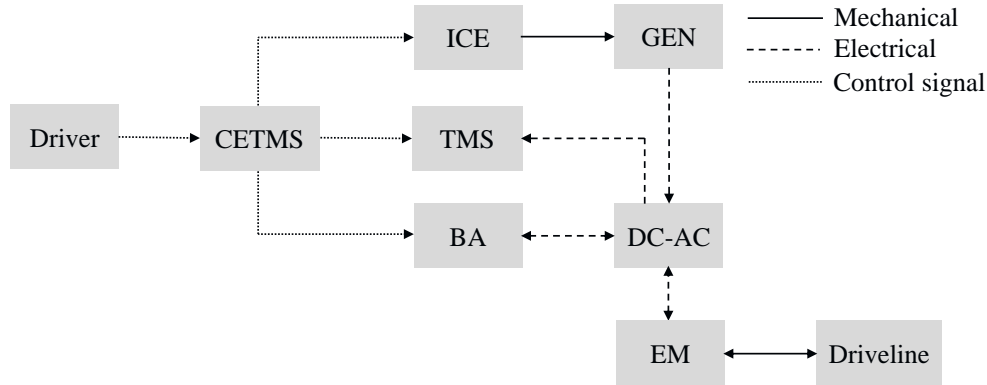 ICE
GEN
Mechanical
Electrical
Control signal
Driver
CETMS
TMS
BA
DC-AC
EM
Driveline